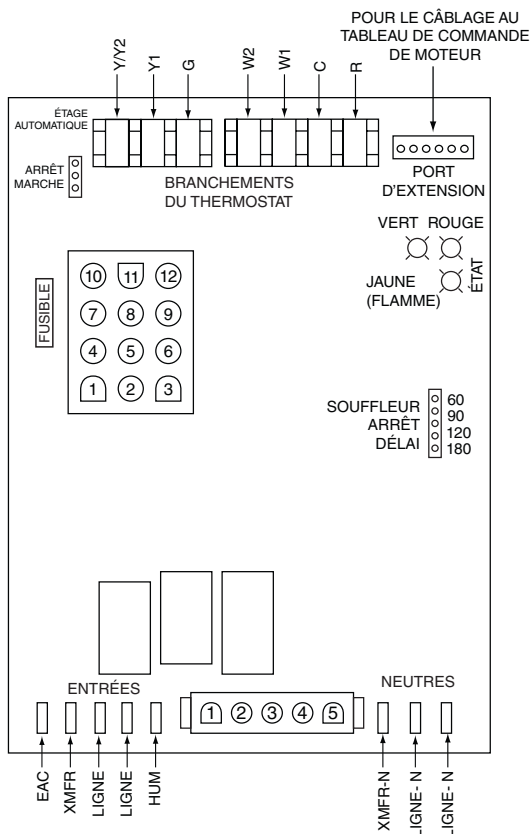 POUR LE CÂBLAGE AU
TABLEAU DE COMMANDE
DE MOTEUR
Y/Y2
Y1
G
W2
W1
C
R
ÉTAGE
AUTOMATIQUE
ARRÊT
MARCHE
BRANCHEMENTS
DU THERMOSTAT
PORT
D'EXTENSION
VERT ROUGE
JAUNE
(FLAMME)
ÉTAT
FUSIBLE
10 11 12
7 8 9
4 5 6
1 2 3
SOUFFLEUR
ARRÊT
DÉLAI
60
90
120
180
ENTRÉES
NEUTRES
1 2 3 4 5
EAC
XMFR
LIGNE
LIGNE
HUM
XMFR-N
LIGNE- N
LIGNE- N